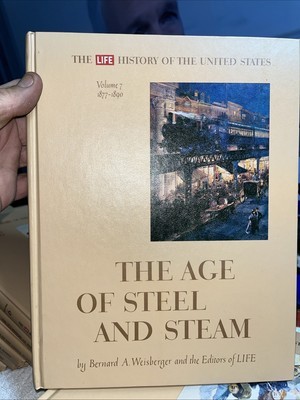 THE LIFE HISTORY OF THE UNITED STATES
Volume 7
1877-1890
THE AGE
OF STEEL
AND STEAM
by Bernard A. Weisberger and the Editors of LIFE